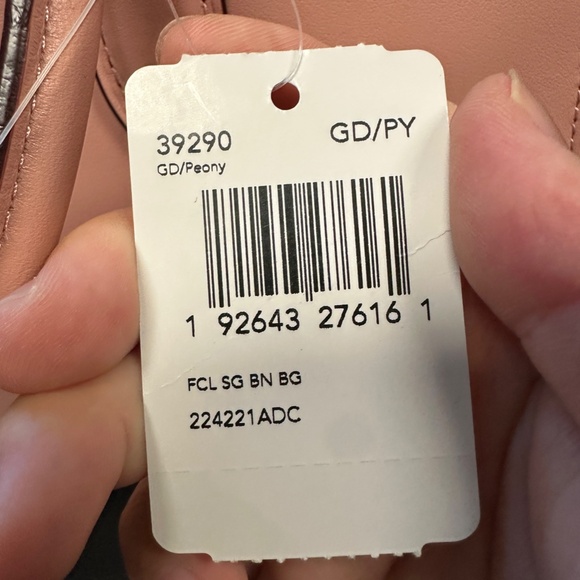 39290 GD/PY
GD/Peony
1 92643 27616 1
FCL SG BN BG
224221ADC